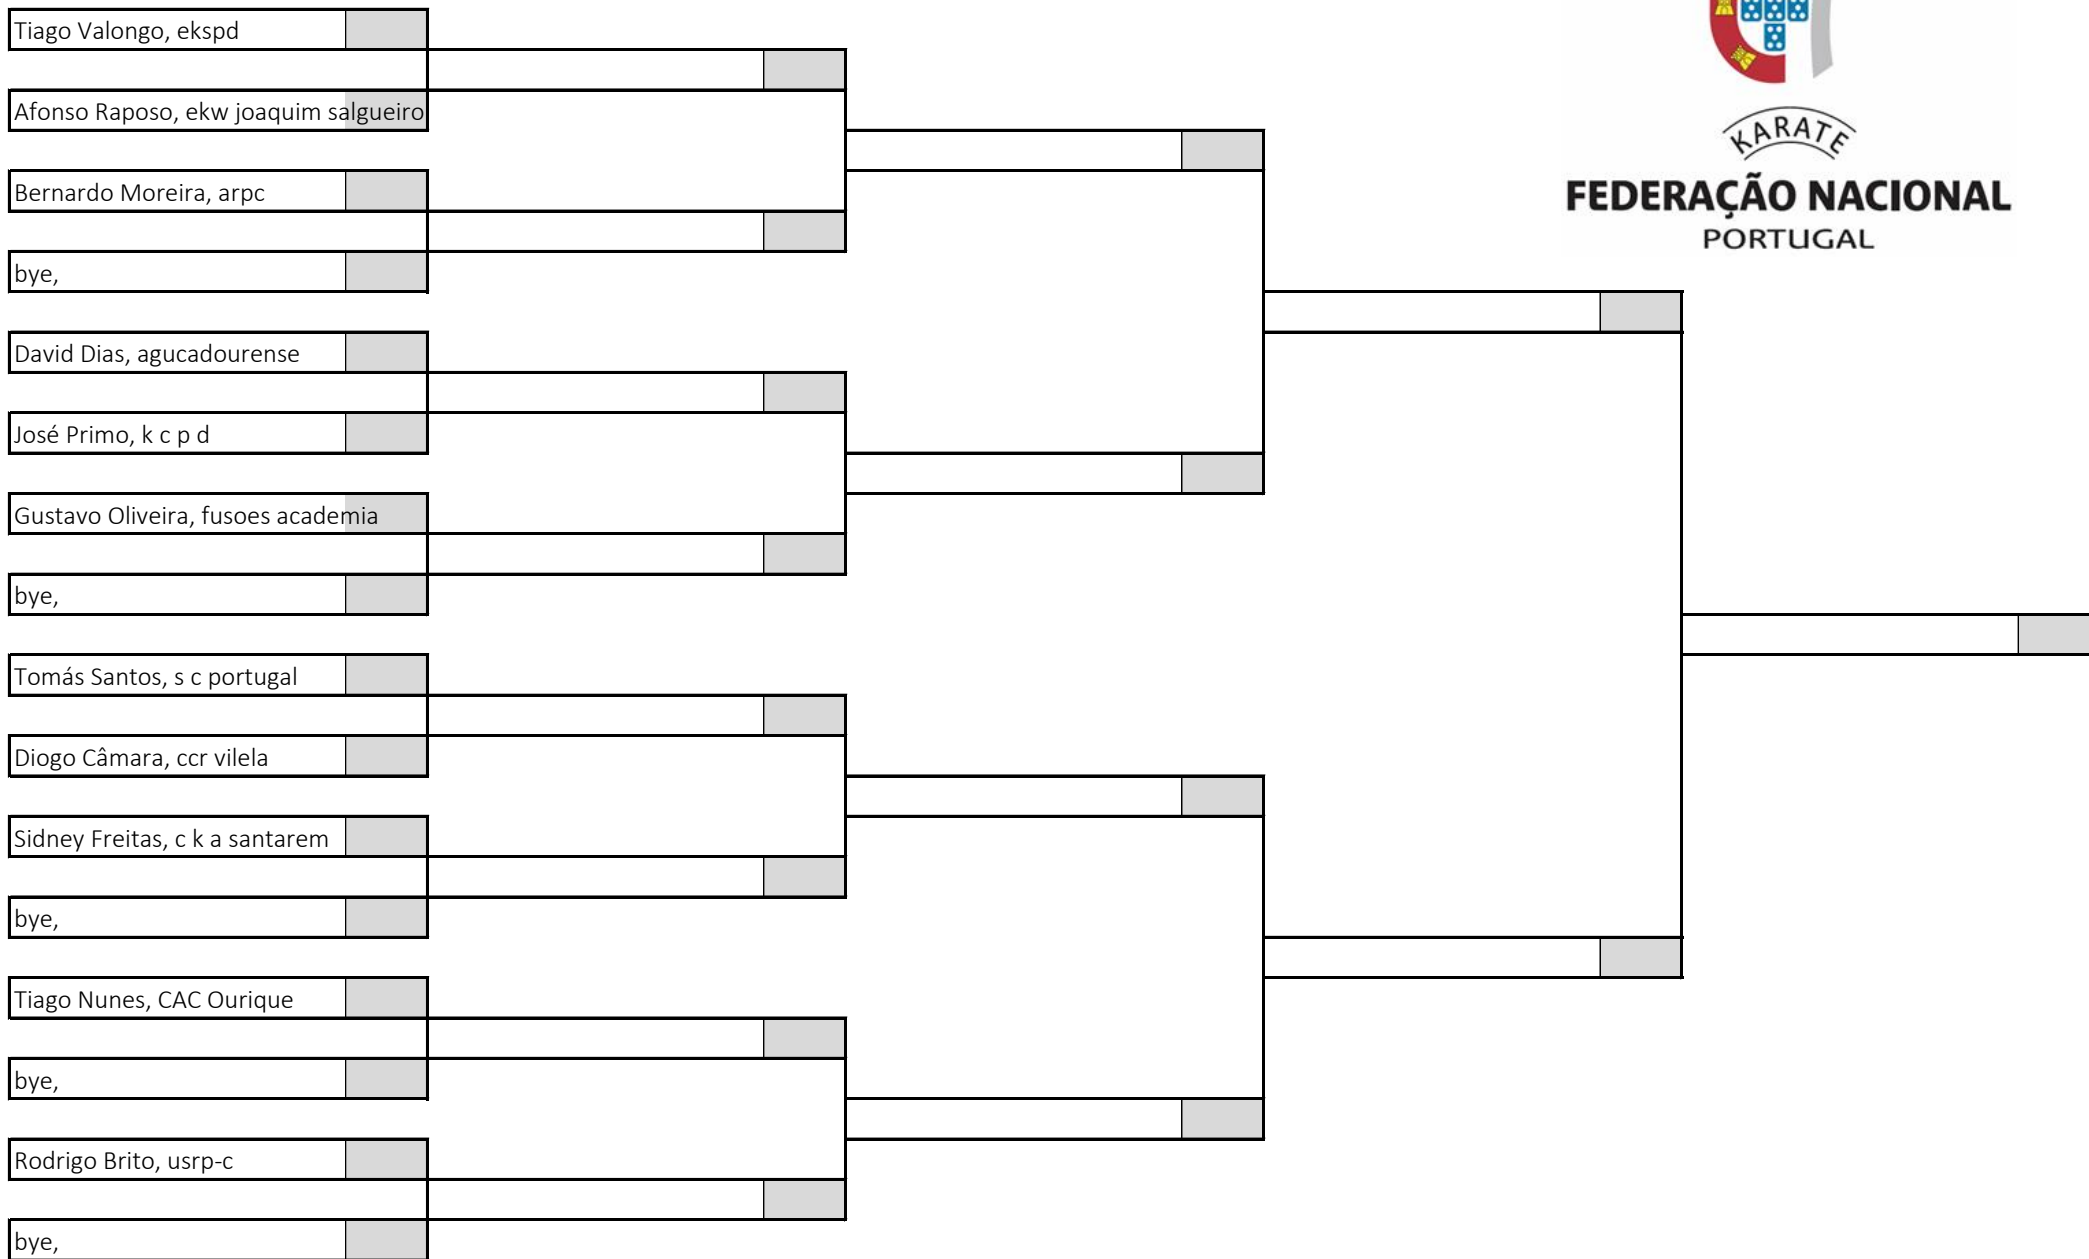 Tiago Valongo, ekspd
Afonso Raposo, ekw joaquim salgueiro
Bernardo Moreira, arpc
bye,
David Dias, agucadourense
José Primo, k c p d
Gustavo Oliveira, fusoes academia
bye,
Tomás Santos, s c portugal
Diogo Câmara, ccr vilela
Sidney Freitas, c k a santarem
bye,
Tiago Nunes, CAC Ourique
bye,
Rodrigo Brito, usrp-c
bye,
KARATE
FEDERAÇÃO NACIONAL
PORTUGAL